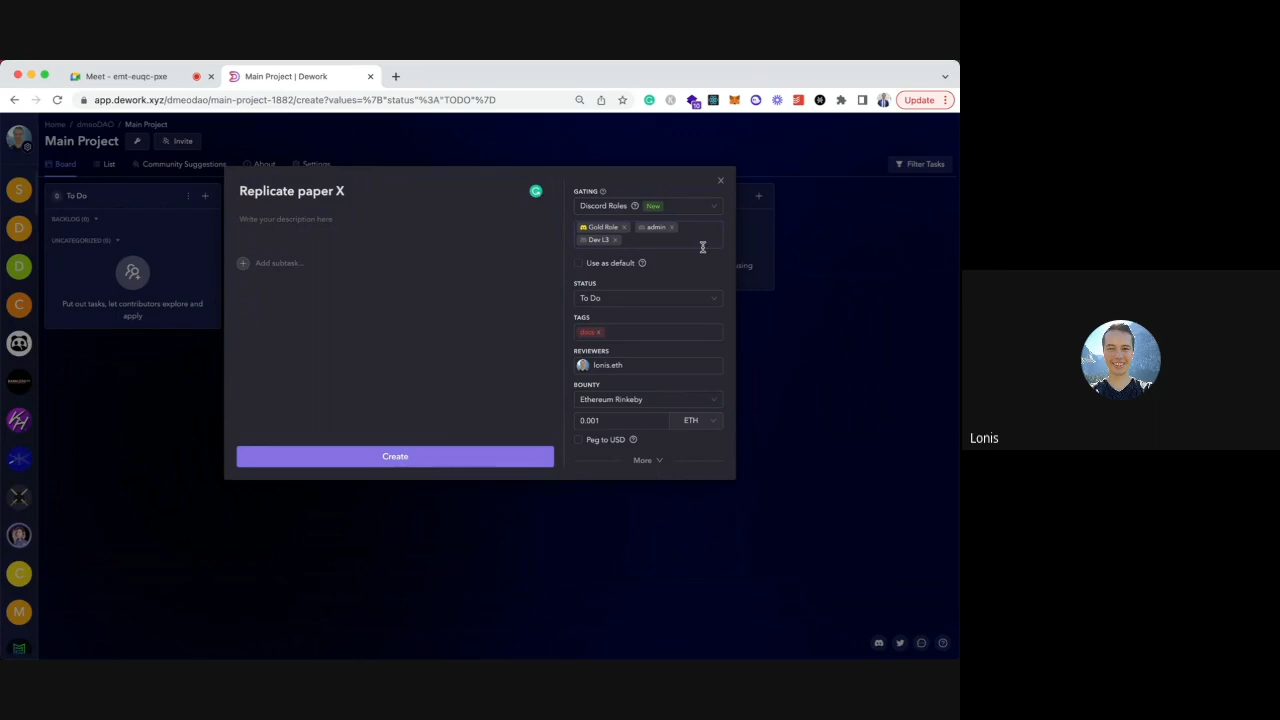 Meet - emt-euqc-pxe
Main Project | Dework
app.dework.xyz/dmeodao/main-project-1882/create?values=%7B"status"%3A"TODO"%7D
Update
Home / dmeoDAO / Main Project
Main Project
Invite
Board
List
Community Suggestions
About
Settings
Filter Tasks
0 To Do
BACKLOG (0)
UNCATEGORIZED (0)
Put out tasks, let contributors explore and
apply
Replicate paper X
Write your description here
Add subtask...
Create
GATING
Discord Roles
New
Gold Role
admin
Dev L3
Use as default
STATUS
To Do
TAGS
docs
REVIEWERS
lonis.eth
BOUNTY
Ethereum Rinkeby
0.001
ETH
Peg to USD
More
S
D
D
C
KH
C
M
Lonis